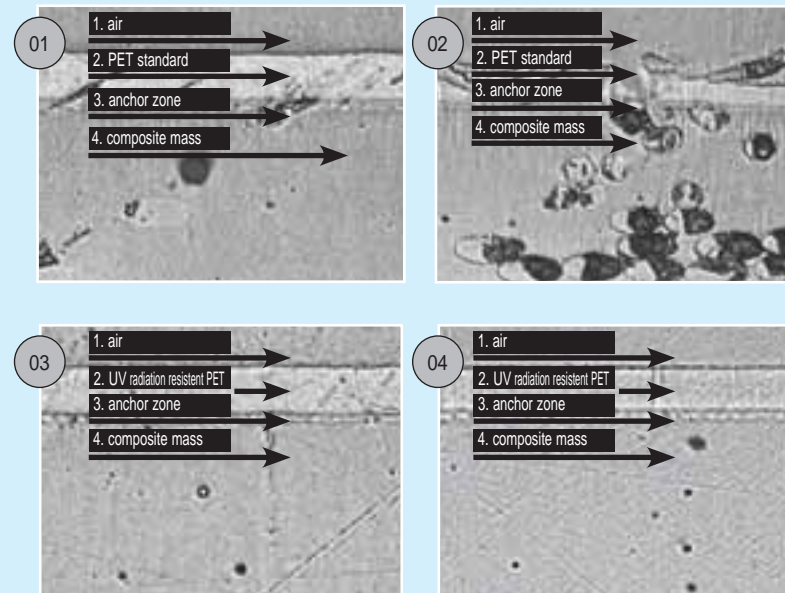 01
1. air
2. PET standard
3. anchor zone
4. composite mass
02
1. air
2. PET standard
3. anchor zone
4. composite mass
03
1. air
2. UV radiation resistent PET
3. anchor zone
4. composite mass
04
1. air
2. UV radiation resistent PET
3. anchor zone
4. composite mass